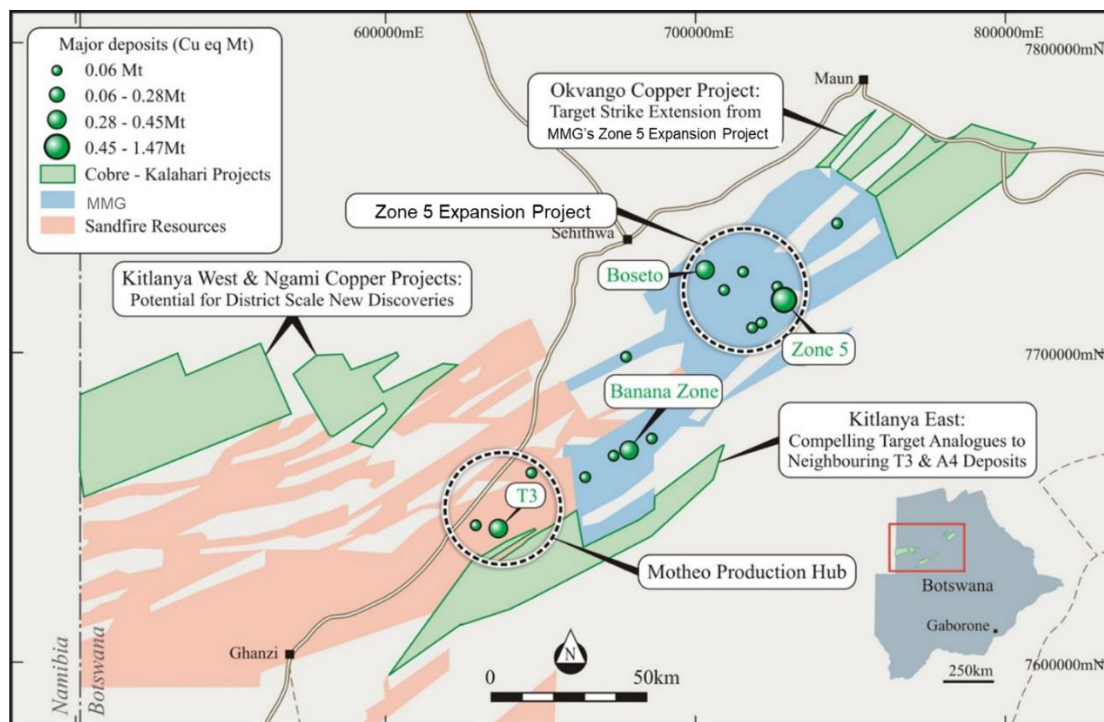 600000mE
700000mE
800000mE
7800000mN
Major deposits (Cu eq Mt)
0.06 Mt
0.06 - 0.28Mt
0.28 - 0.45Mt
0.45 - 1.47Mt
Cobre - Kalahari Projects
MMG
Sandfire Resources
Maun
Okvango Copper Project:
Target Strike Extension from
MMG's Zone 5 Expansion Project
Zone 5 Expansion Project
Sehithwa
Kitlanya West & Ngami Copper Projects:
Potential for District Scale New Discoveries
Boseto
Zone 5
7700000mN
Banana Zone
Kitlanya East:
Compelling Target Analogues to
Neighbouring T3 & A4 Deposits
T3
Motheo Production Hub
Botswana
Gaborone
250km
Ghanzi
Namibia
Botswana
N
0
50km
7600000mN